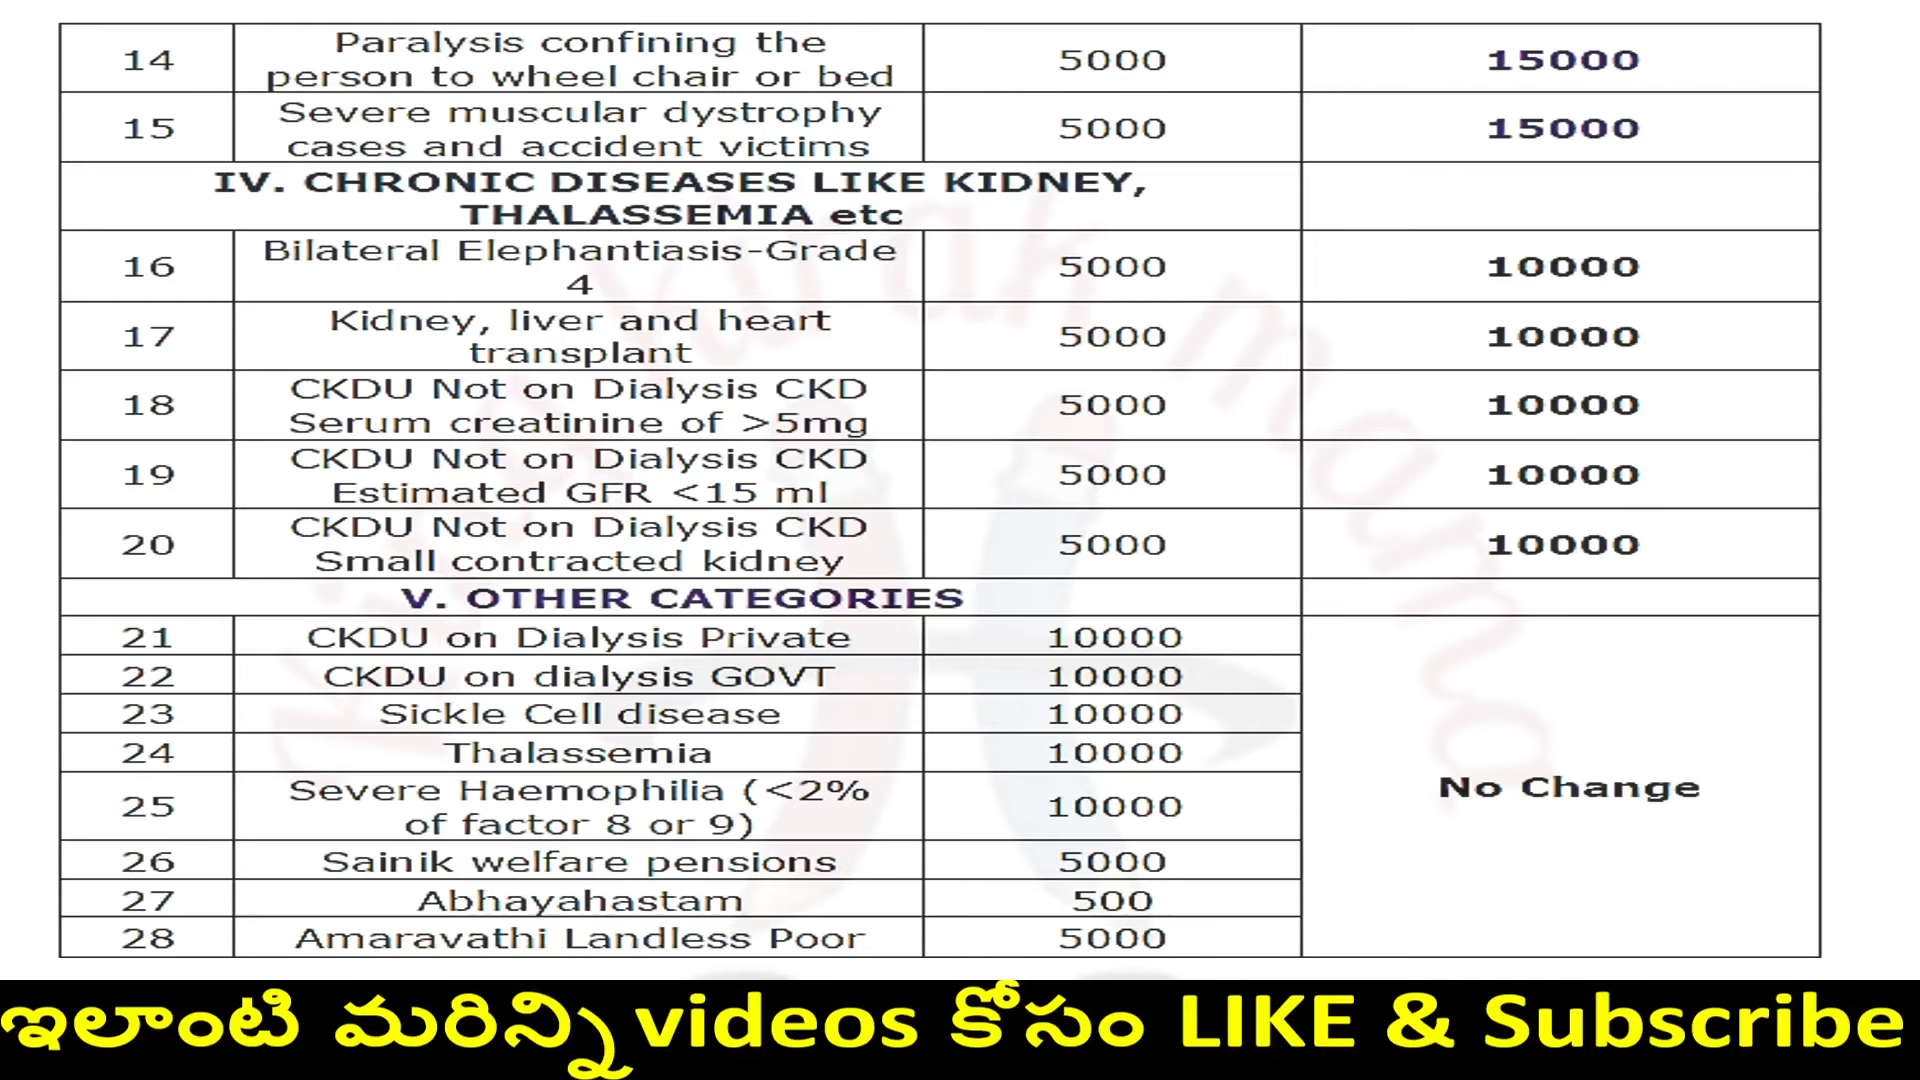 14 Paralysis confining the person to wheel chair or bed 5000 15000
15 Severe muscular dystrophy cases and accident victims 5000 15000
IV. CHRONIC DISEASES LIKE KIDNEY,
THALASSEMIA etc
16 Bilateral Elephantiasis-Grade 4 5000 10000
17 Kidney, liver and heart transplant 5000 10000
18 CKDU Not on Dialysis CKD Serum creatinine of >5mg 5000 10000
19 CKDU Not on Dialysis CKD Estimated GFR <15 ml 5000 10000
20 CKDU Not on Dialysis CKD Small contracted kidney 5000 10000
V. OTHER CATEGORIES
21 CKDU on Dialysis Private 10000
22 CKDU on dialysis GOVT 10000
23 Sickle Cell disease 10000
24 Thalassemia 10000
25 Severe Haemophilia (<2% of factor 8 or 9) 10000
No Change
26 Sainik welfare pensions 5000
27 Abhayahastam 500
28 Amaravathi Landless Poor 5000
ఇలాంటి మరిన్ని videos కోసం LIKE & Subscribe